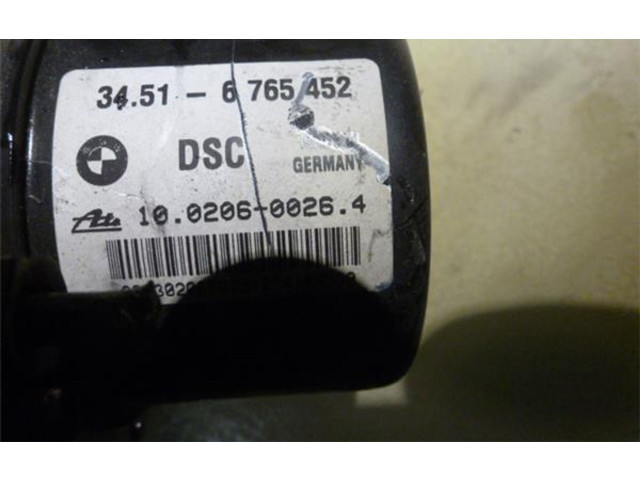 34.51 - 6 765 452
DSC
GERMANY
Ate 10.0206-0026.4